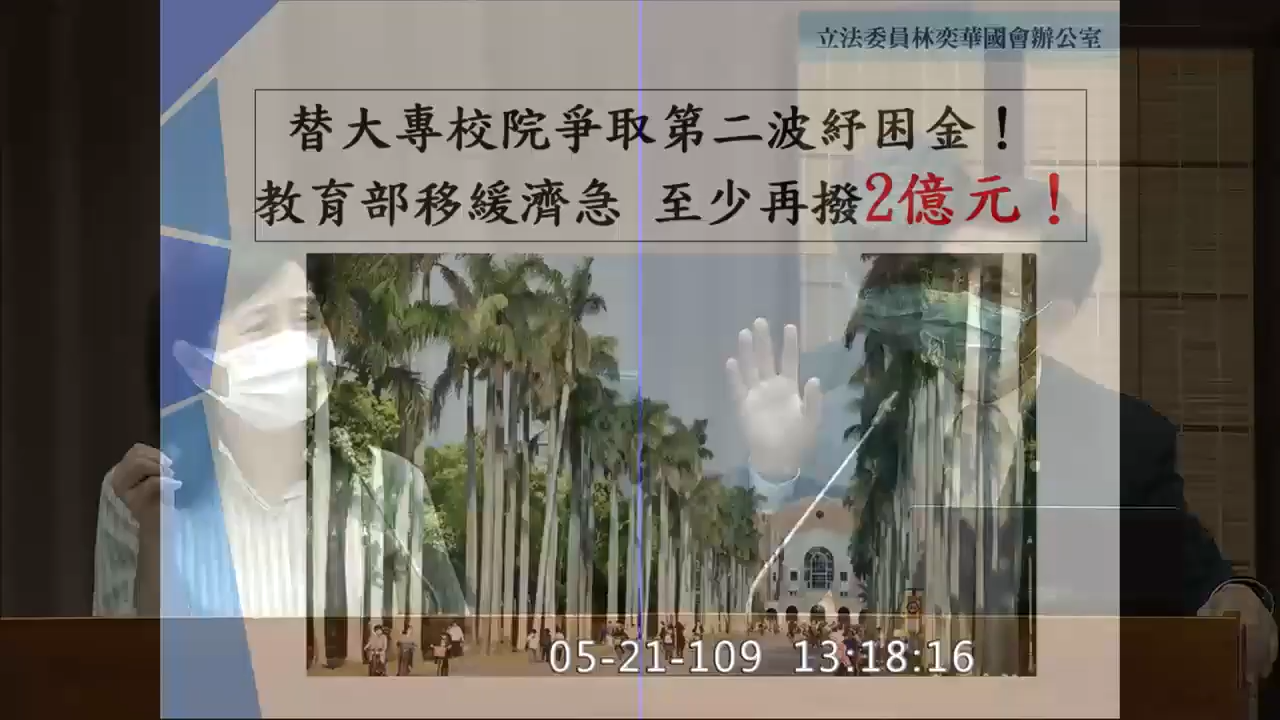 立法委員林奕華國會辦公室
替大專校院爭取第二波紓困金！
教育部移緩濟急 至少再撥2億元！
05-21-109 13:18:16